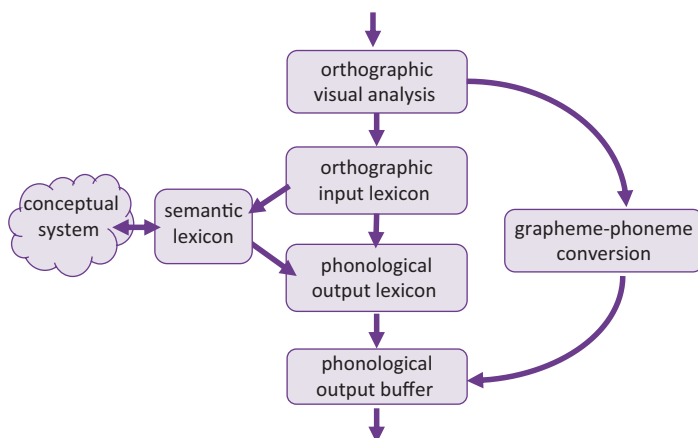 orthographic
visual analysis
orthographic
input lexicon
conceptual
system
semantic
lexicon
grapheme-phoneme
conversion
phonological
output lexicon
phonological
output buffer